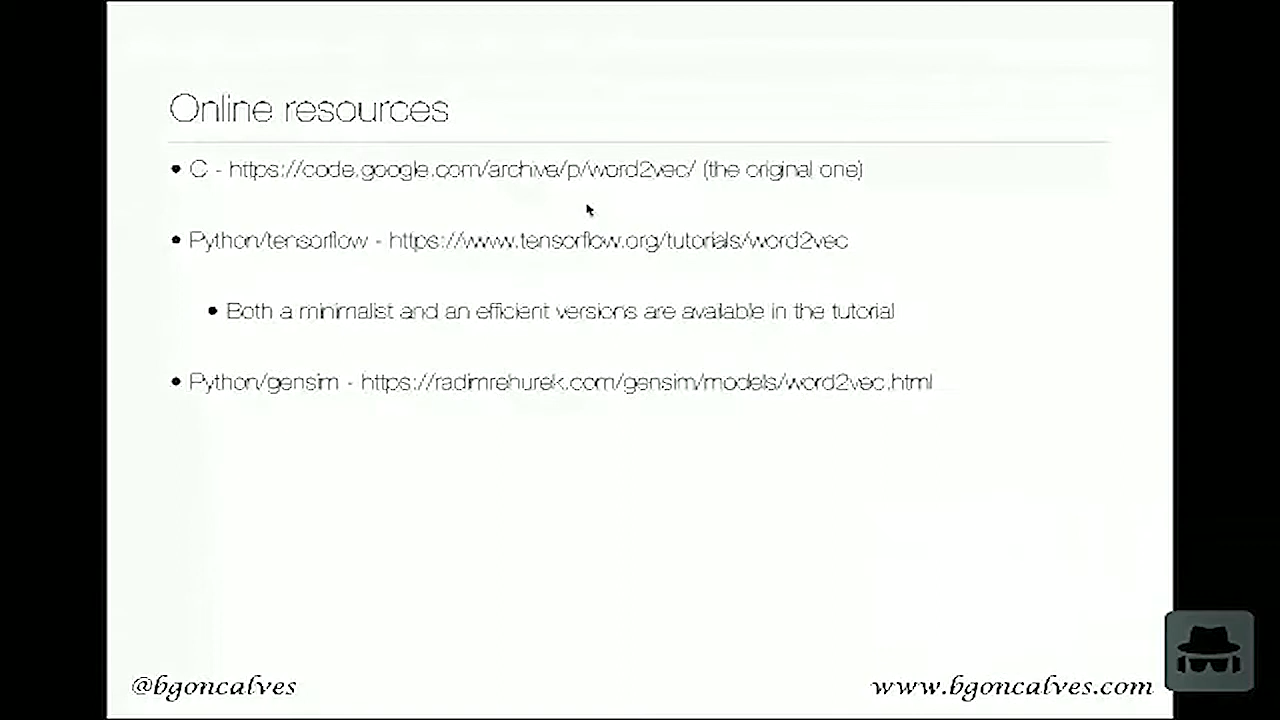 Online resources
• C - https://code.google.com/archive/p/word2vec/ (the original one)
• Python/tensorflow - https://www.tensorflow.org/tutorials/word2vec
• Both a minimalist and an efficient versions are available in the tutorial
• Python/gensim - https://radimrehurek.com/gensim/models/word2vec.html
@bgoncalves
www.bgoncalves.com